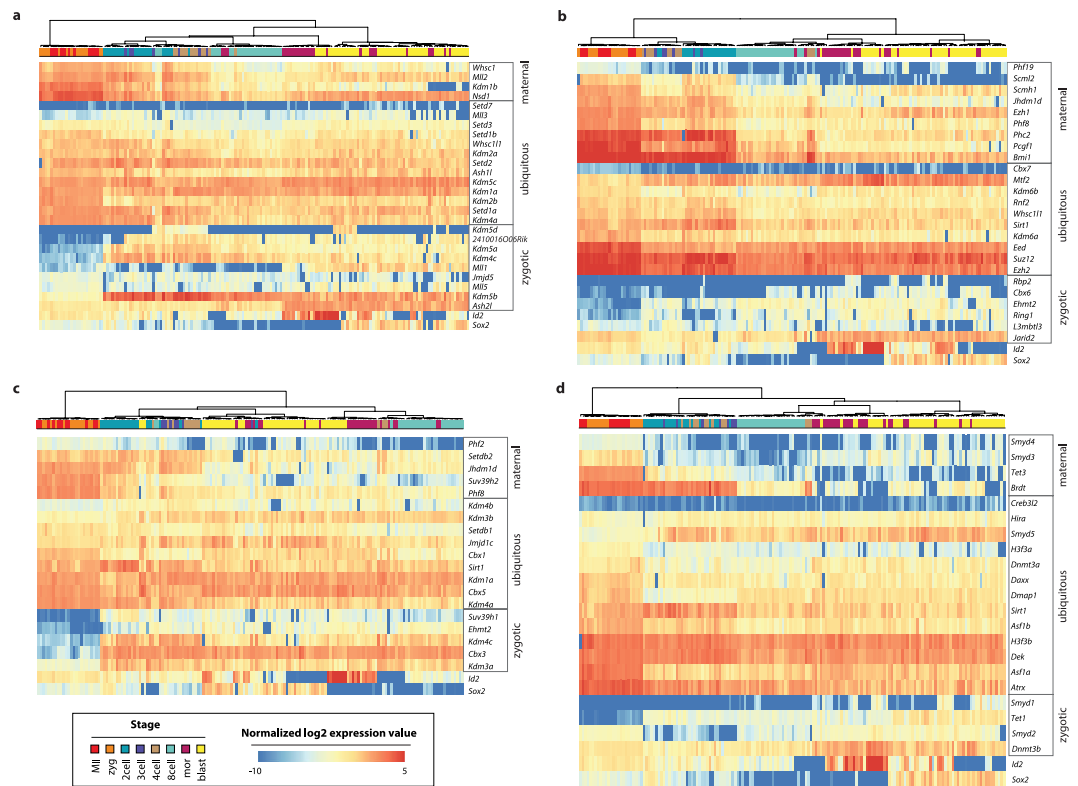 a
Whsc1
Mll2
Kdm1b
Nsd1
Setd7
Mll3
Setd3
Setd1b
Whsc1l1
Kdm2a
Setd2
Ash1l
Kdm5c
Kdm1a
Kdm2b
Setd1a
Kdm4a
Kdm5d
2410016O06Rik
Kdm5a
Kdm4c
Mll1
Jmjd5
Mll5
Kdm5b
Ash2l
Id2
Sox2
maternal
ubiquitous
zygotic
b
Phf19
Scml2
Scmh1
Jhdm1d
Ezh1
Phf8
Phc2
Pcgf1
Bmi1
Cbx7
Mtf2
Kdm6b
Rnf2
Whsc1l1
Sirt1
Kdm6a
Eed
Suz12
Ezh2
Rbp2
Cbx6
Ehmt2
Ring1
L3mbtl3
Jarid2
Id2
Sox2
maternal
ubiquitous
zygotic
c
Phf2
Setdb2
Jhdm1d
Suv39h2
Phf8
Kdm4b
Kdm3b
Setdb1
Jmjd1c
Cbx1
Sirt1
Kdm1a
Cbx5
Kdm4a
Suv39h1
Ehmt2
Kdm4c
Cbx3
Kdm3a
Id2
Sox2
maternal
ubiquitous
zygotic
d
Smyd4
Smyd3
Tet3
Brdt
Creb3l2
Hira
Smyd5
H3f3a
Dnmt3a
Daxx
Dmap1
Sirt1
Asf1b
H3f3b
Dek
Asf1a
Atrx
Smyd1
Tet1
Smyd2
Dnmt3b
Id2
Sox2
maternal
ubiquitous
zygotic
Stage
MII
zyg
2cell
3cell
4cell
8cell
mor
blast
Normalized log2 expression value
-10
5